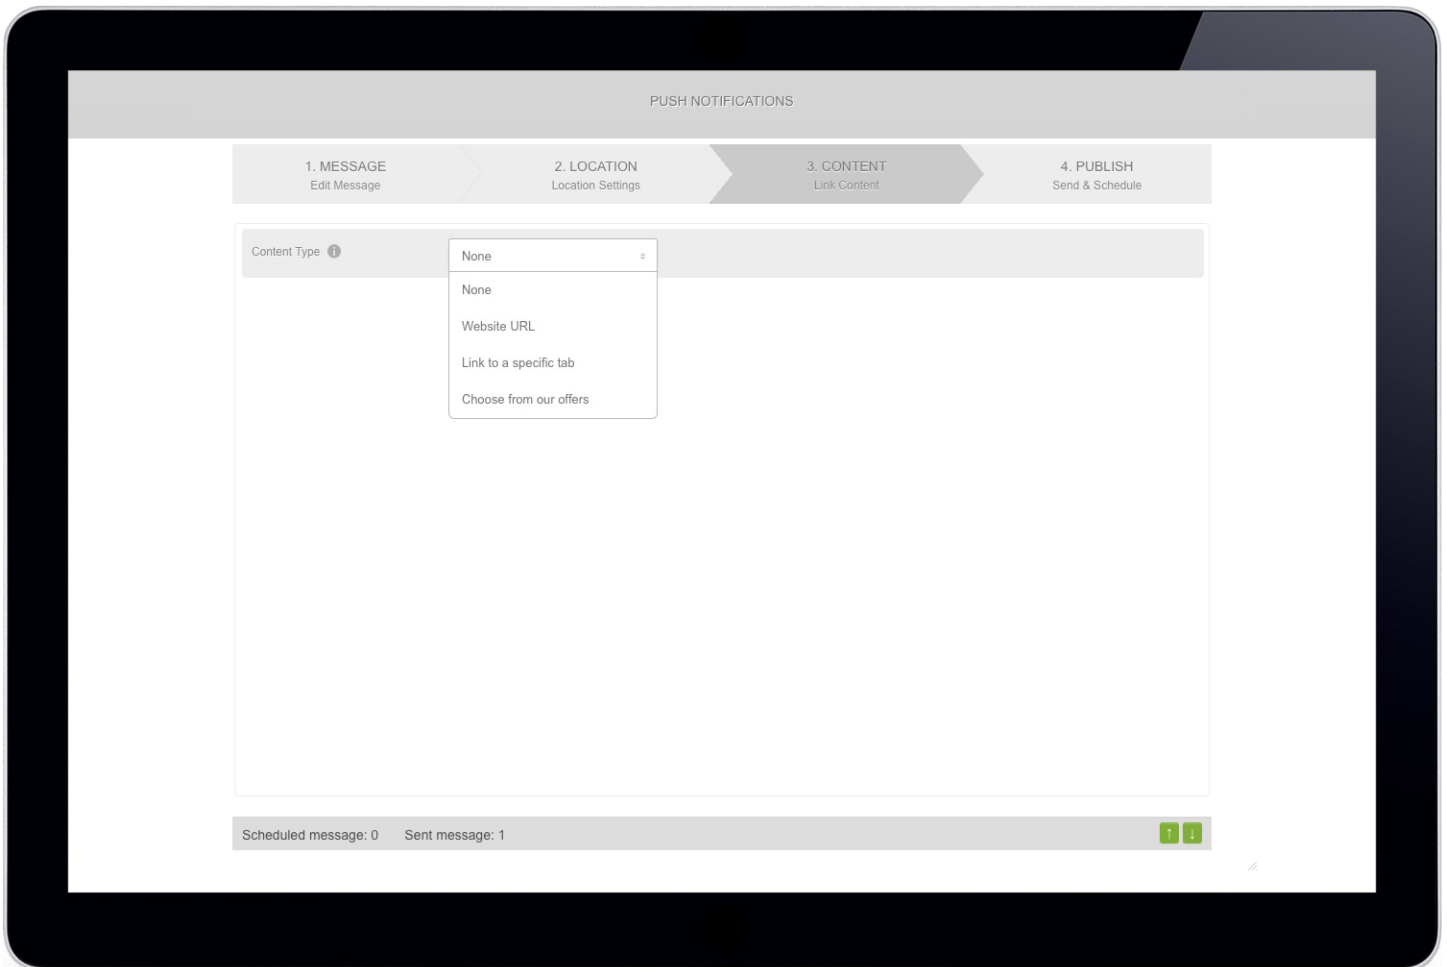 PUSH NOTIFICATIONS
1. MESSAGE
Edit Message
2. LOCATION
Location Settings
3. CONTENT
Link Content
4. PUBLISH
Send & Schedule
Content Type
None
None
Website URL
Link to a specific tab
Choose from our offers
Scheduled message: 0 Sent message: 1